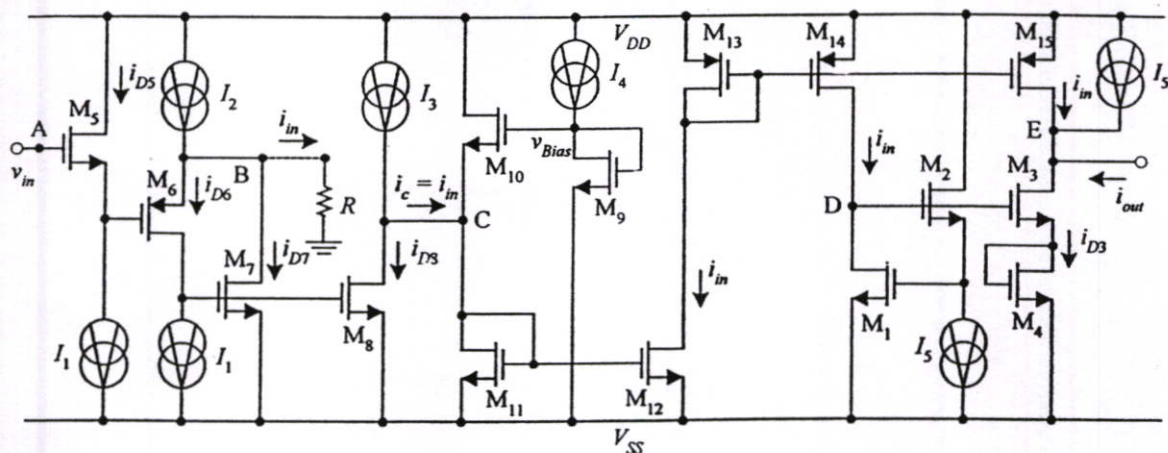 V_DD
M_13
M_14
M_15
I_5
i_D5
I_2
I_3
I_4
M_5
A
v_in
i_in
B
M_6
i_D6
R
M_10
v_Bias
M_9
i_c = i_in
C
i_in
E
i_in
M_2
M_3
D
i_out
M_7
i_D7
i_D8
i_in
i_D3
I_1
I_1
M_8
M_11
M_12
M_1
I_5
M_4
V_SS